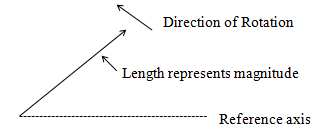 Direction of Rotation
Length represents magnitude
Reference axis